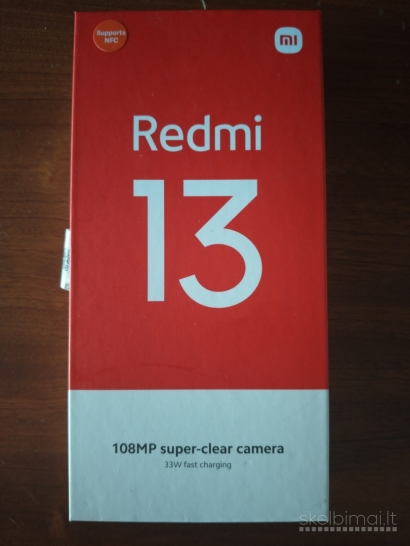 Supports
NFC
mi
Redmi
13
108MP super-clear camera
33W fast charging
skelbimai.lt